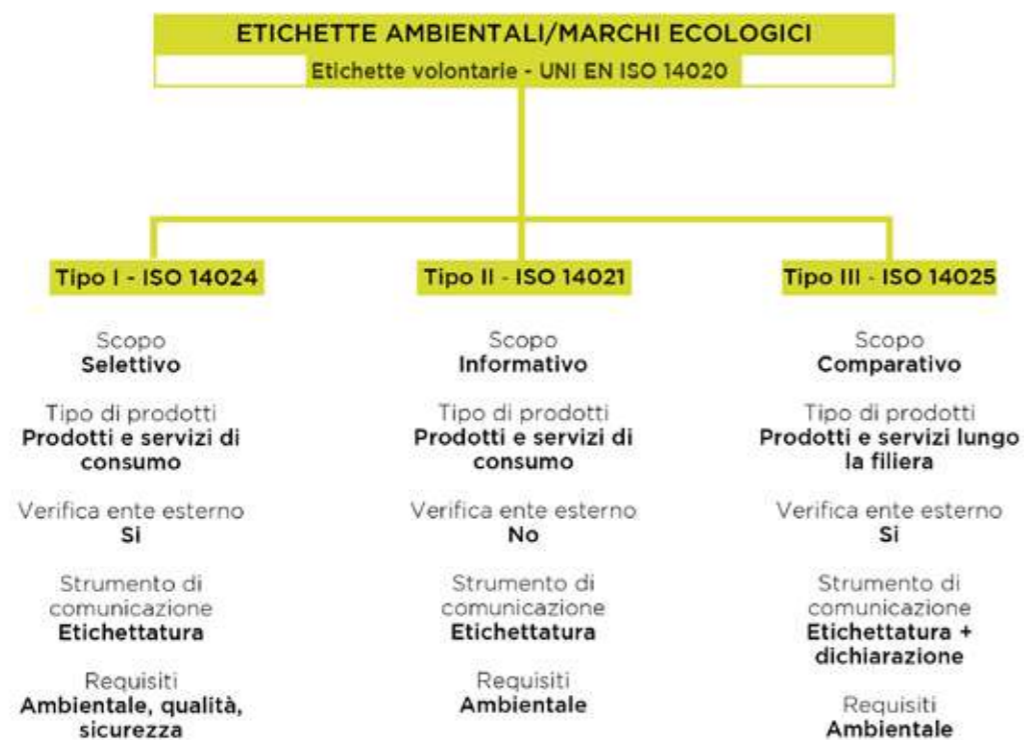 ETICHETTE AMBIENTALI/MARCHI ECOLOGICI
Etichette volontarie - UNI EN ISO 14020
Tipo I - ISO 14024
Scopo
Selettivo
Tipo di prodotti
Prodotti e servizi di
consumo
Verifica ente esterno
Si
Strumento di
comunicazione
Etichettatura
Requisiti
Ambientale, qualità,
sicurezza
Tipo II - ISO 14021
Scopo
Informativo
Tipo di prodotti
Prodotti e servizi di
consumo
Verifica ente esterno
No
Strumento di
comunicazione
Etichettatura
Requisiti
Ambientale
Tipo III - ISO 14025
Scopo
Comparativo
Tipo di prodotti
Prodotti e servizi lungo
la filiera
Verifica ente esterno
Si
Strumento di
comunicazione
Etichettatura +
dichiarazione
Requisiti
Ambientale